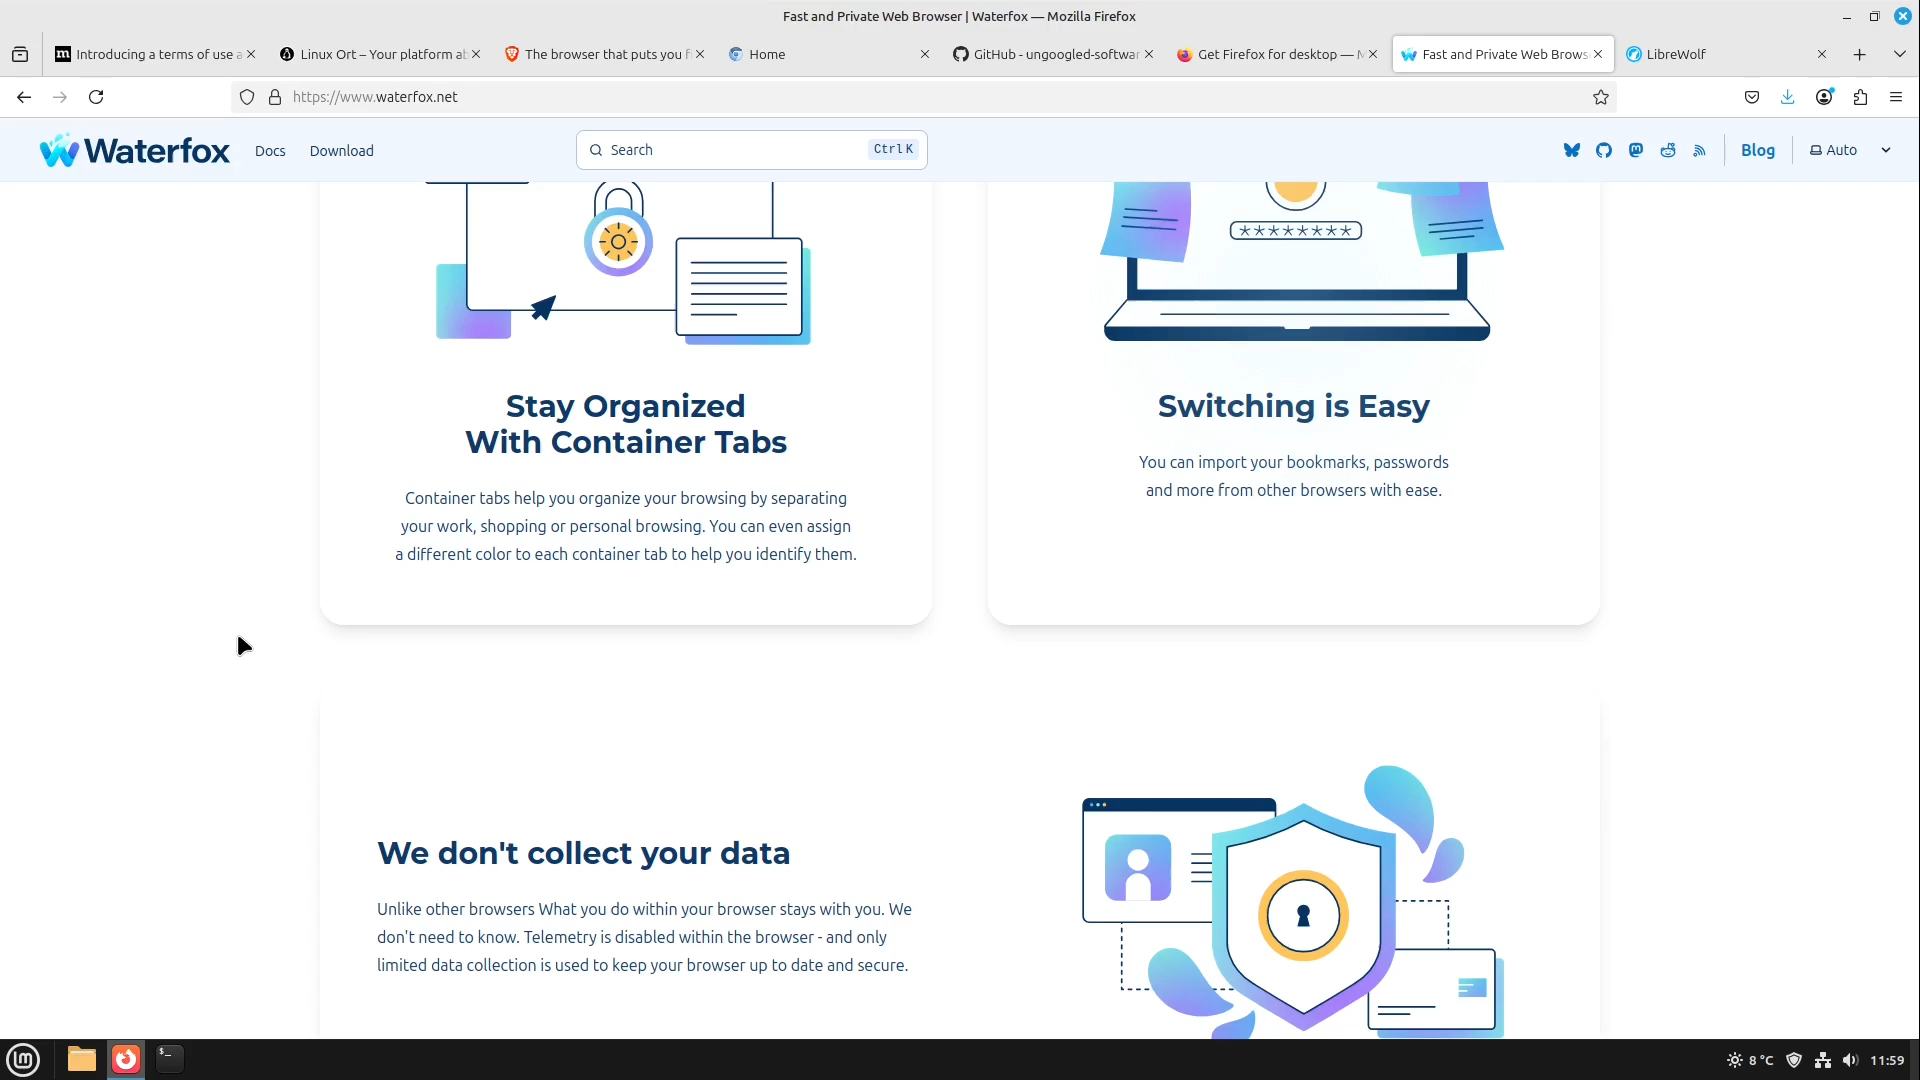 Fast and Private Web Browser | Waterfox — Mozilla Firefox
Introducing a terms of use a
Linux Ort – Your platform ab
The browser that puts you f
Home
GitHub - ungoogled-softwar
Get Firefox for desktop — M
Fast and Private Web Brows
LibreWolf
https://www.waterfox.net
Waterfox
Docs
Download
Search
Ctrl K
Blog
Auto
********
Stay Organized
With Container Tabs
Container tabs help you organize your browsing by separating
your work, shopping or personal browsing. You can even assign
a different color to each container tab to help you identify them.
Switching is Easy
You can import your bookmarks, passwords
and more from other browsers with ease.
We don't collect your data
Unlike other browsers What you do within your browser stays with you. We
don't need to know. Telemetry is disabled within the browser - and only
limited data collection is used to keep your browser up to date and secure.
8 °C
11:59